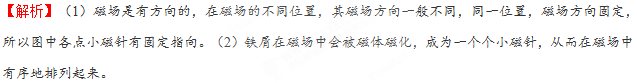 【解析】（1）磁场是有方向的，在磁场的不同位置，其磁场方向一般不同，同一位置，磁场方向固定，
所以图中各点小磁针有固定指向。（2）铁屑在磁场中会被磁体磁化，成为一个个小磁针，从而在磁场中
有序地排列起来。